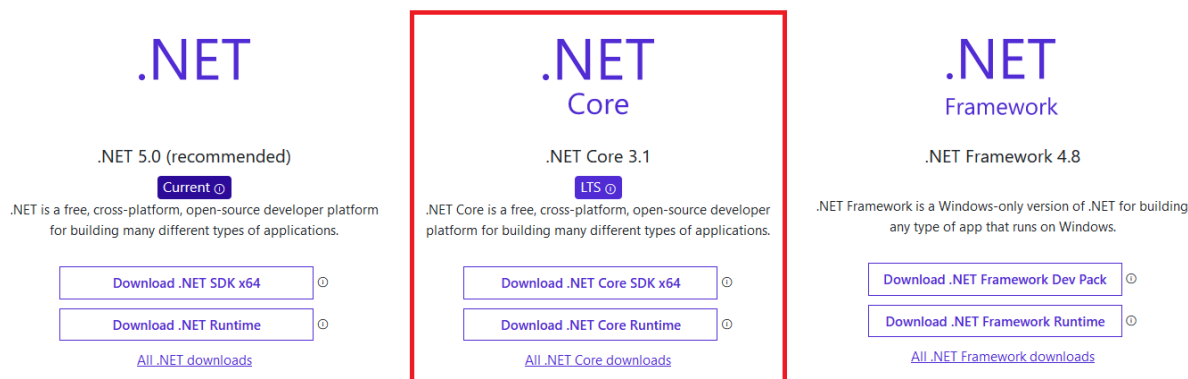 .NET
.NET 5.0 (recommended)
Current
.NET is a free, cross-platform, open-source developer platform
for building many different types of applications.
Download .NET SDK x64
Download .NET Runtime
All .NET downloads
.NET
Core
.NET Core 3.1
LTS
.NET Core is a free, cross-platform, open-source developer
platform for building many different types of applications.
Download .NET Core SDK x64
Download .NET Core Runtime
All .NET Core downloads
.NET
Framework
.NET Framework 4.8
.NET Framework is a Windows-only version of .NET for building
any type of app that runs on Windows.
Download .NET Framework Dev Pack
Download .NET Framework Runtime
All .NET Framework downloads